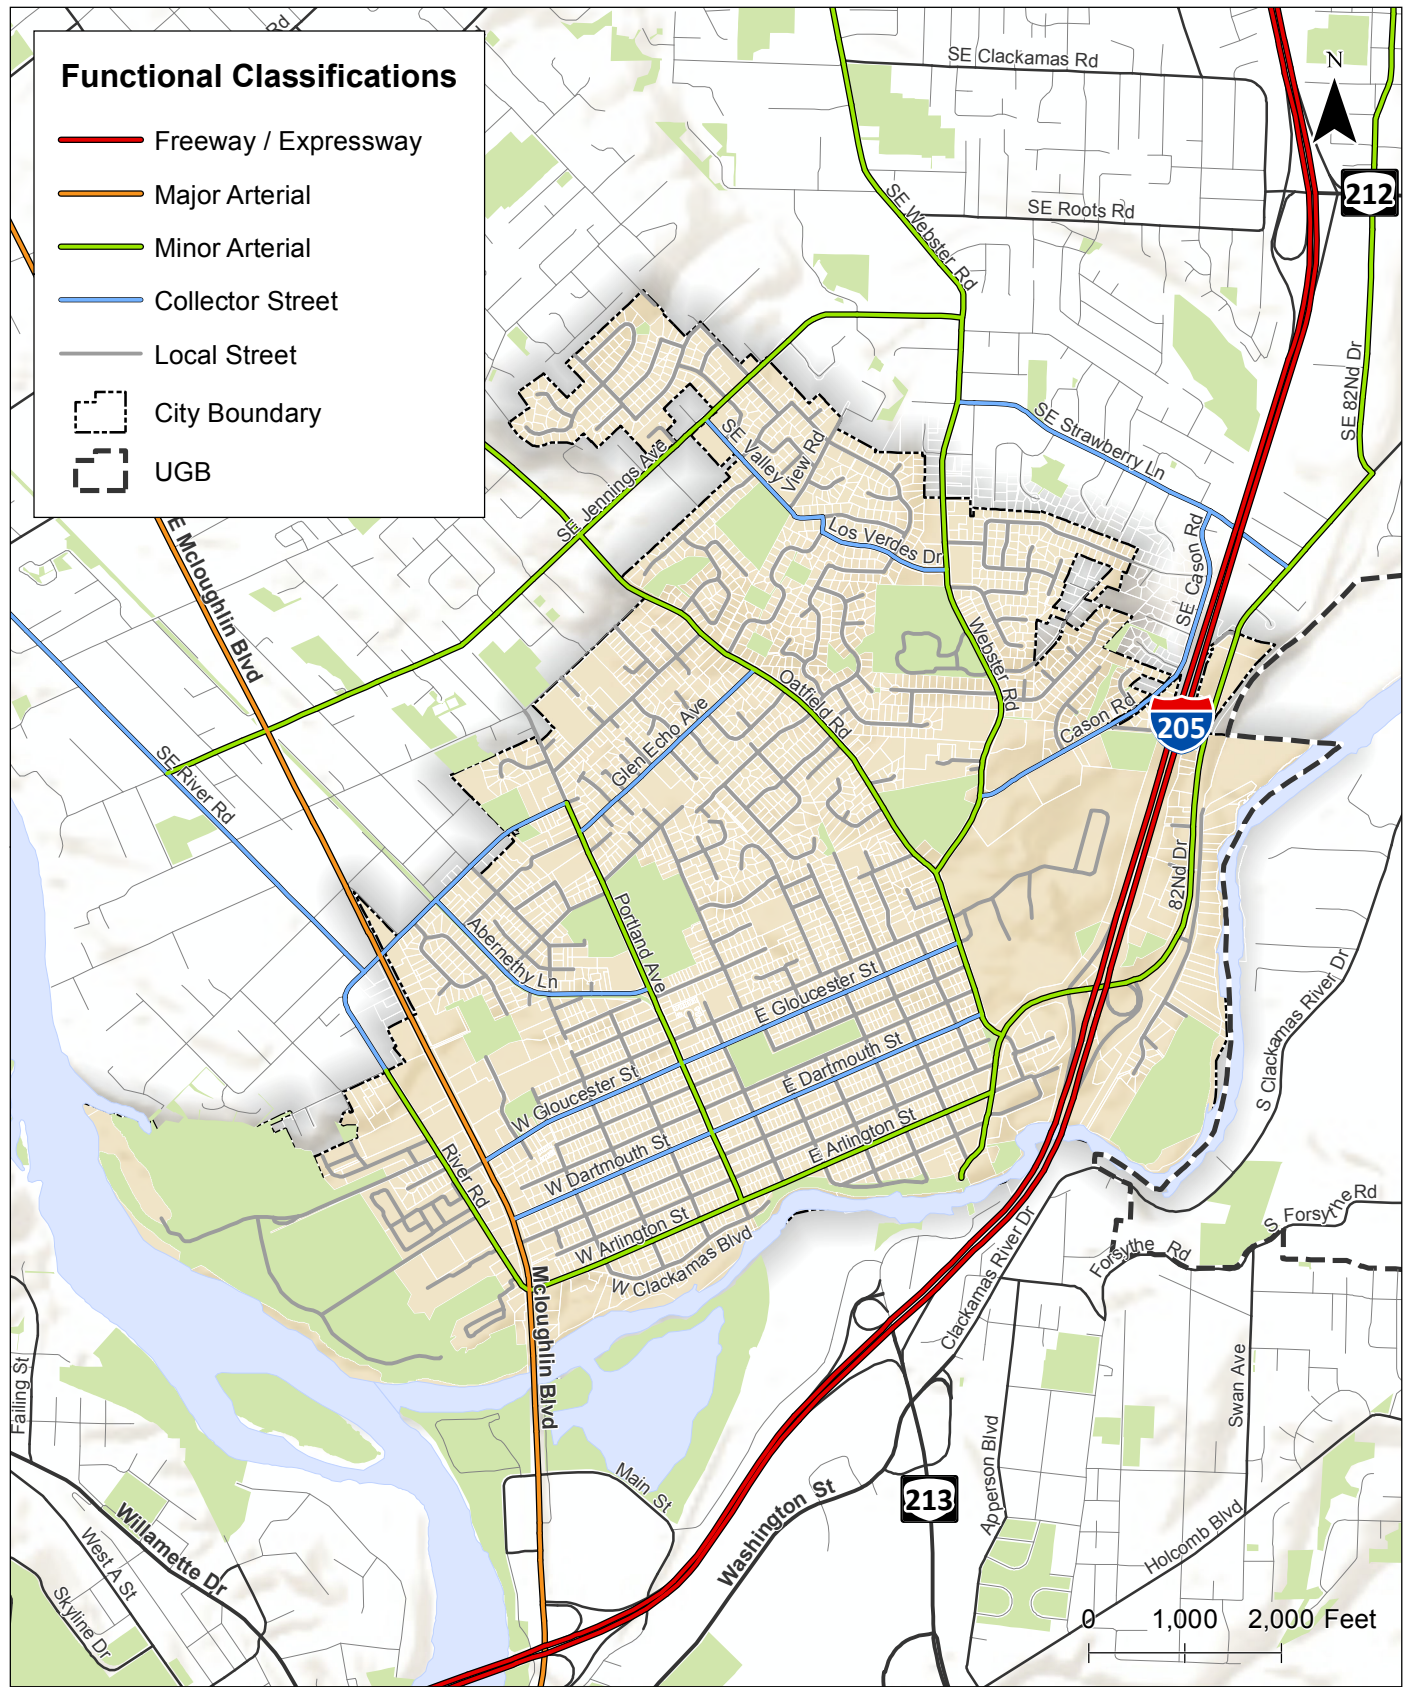 Rd
Functional Classifications
Freeway / Expressway
Major Arterial
Minor Arterial
Collector Street
Local Street
City Boundary
UGB
SE Clackamas Rd
N
212
SE Roots Rd
SE Webster Rd
SE 82Nd Dr
SE Strawberry Ln
SE Valley
View Rd
SE Jennings Ave
Los Verdes Dr
SE Cason Rd
E Mcloughlin Blvd
Webster Rd
Oatfield Rd
Cason Rd
205
Glen Echo Ave
SE River Rd
82Nd Dr
Portland Ave
Abernethy Ln
E Gloucester St
S Clackamas River Dr
E Dartmouth St
W Gloucester St
E Arlington St
W Dartmouth St
River Rd
W Arlington St
W Clackamas Blvd
S Forsythe Rd
Forsythe Rd
Clackamas River Dr
Mcloughlin Blvd
Failing St
Swan Ave
Apperson Blvd
Main St
Washington St
213
Holcomb Blvd
Willamette Dr
West A St
Skyline Dr
0 1,000 2,000 Feet